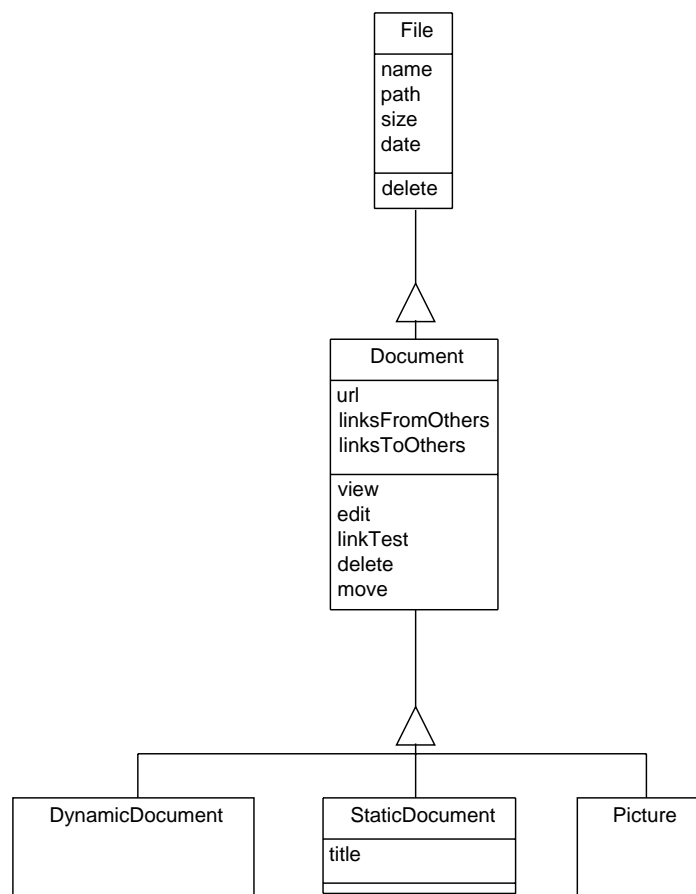 File
name
path
size
date
delete
Document
url
linksFromOthers
linksToOthers
view
edit
linkTest
delete
move
DynamicDocument
StaticDocument
title
Picture